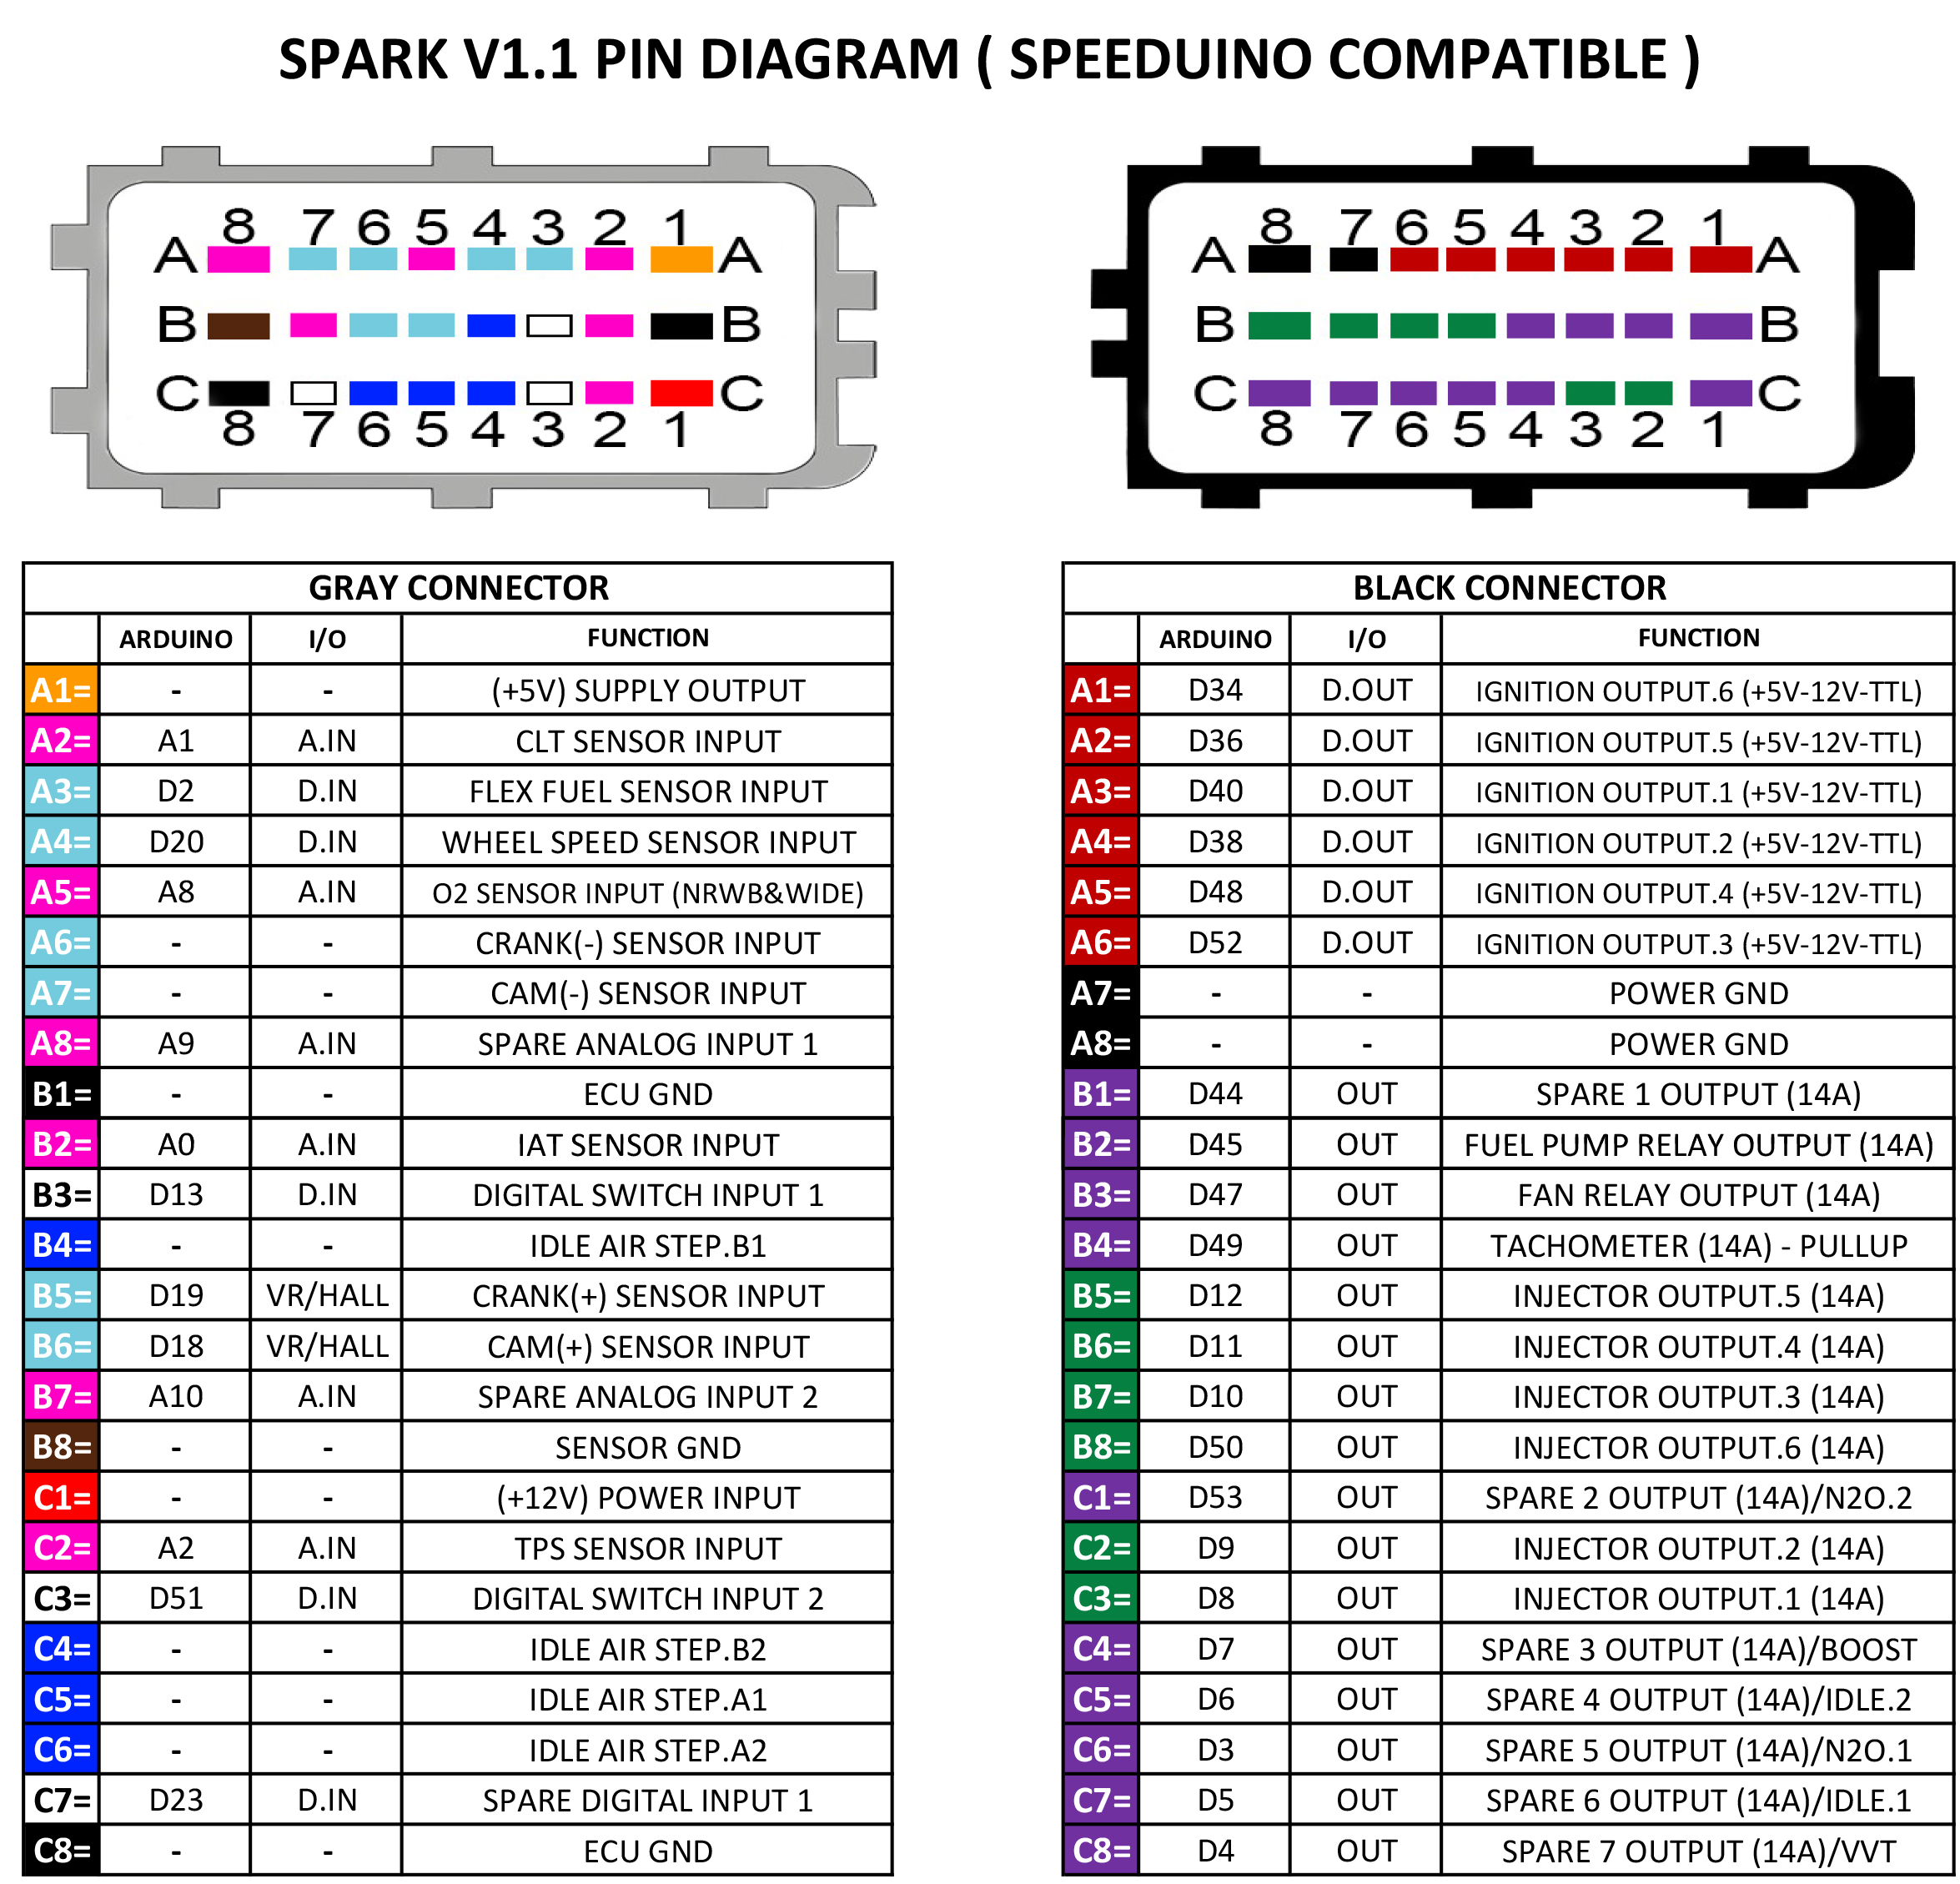 SPARK V1.1 PIN DIAGRAM ( SPEEDUINO COMPATIBLE )
8 7 6 5 4 3 2 1
A A
B B
C C
8 7 6 5 4 3 2 1
8 7 6 5 4 3 2 1
A A
B B
C C
8 7 6 5 4 3 2 1
GRAY CONNECTOR
ARDUINO I/O FUNCTION
A1= - - (+5V) SUPPLY OUTPUT
A2= A1 A.IN CLT SENSOR INPUT
A3= D2 D.IN FLEX FUEL SENSOR INPUT
A4= D20 D.IN WHEEL SPEED SENSOR INPUT
A5= A8 A.IN O2 SENSOR INPUT (NRWB&WIDE)
A6= - - CRANK(-) SENSOR INPUT
A7= - - CAM(-) SENSOR INPUT
A8= A9 A.IN SPARE ANALOG INPUT 1
B1= - - ECU GND
B2= A0 A.IN IAT SENSOR INPUT
B3= D13 D.IN DIGITAL SWITCH INPUT 1
B4= - - IDLE AIR STEP.B1
B5= D19 VR/HALL CRANK(+) SENSOR INPUT
B6= D18 VR/HALL CAM(+) SENSOR INPUT
B7= A10 A.IN SPARE ANALOG INPUT 2
B8= - - SENSOR GND
C1= - - (+12V) POWER INPUT
C2= A2 A.IN TPS SENSOR INPUT
C3= D51 D.IN DIGITAL SWITCH INPUT 2
C4= - - IDLE AIR STEP.B2
C5= - - IDLE AIR STEP.A1
C6= - - IDLE AIR STEP.A2
C7= D23 D.IN SPARE DIGITAL INPUT 1
C8= - - ECU GND
BLACK CONNECTOR
ARDUINO I/O FUNCTION
A1= D34 D.OUT IGNITION OUTPUT.6 (+5V-12V-TTL)
A2= D36 D.OUT IGNITION OUTPUT.5 (+5V-12V-TTL)
A3= D40 D.OUT IGNITION OUTPUT.1 (+5V-12V-TTL)
A4= D38 D.OUT IGNITION OUTPUT.2 (+5V-12V-TTL)
A5= D48 D.OUT IGNITION OUTPUT.4 (+5V-12V-TTL)
A6= D52 D.OUT IGNITION OUTPUT.3 (+5V-12V-TTL)
A7= - - POWER GND
A8= - - POWER GND
B1= D44 OUT SPARE 1 OUTPUT (14A)
B2= D45 OUT FUEL PUMP RELAY OUTPUT (14A)
B3= D47 OUT FAN RELAY OUTPUT (14A)
B4= D49 OUT TACHOMETER (14A) - PULLUP
B5= D12 OUT INJECTOR OUTPUT.5 (14A)
B6= D11 OUT INJECTOR OUTPUT.4 (14A)
B7= D10 OUT INJECTOR OUTPUT.3 (14A)
B8= D50 OUT INJECTOR OUTPUT.6 (14A)
C1= D53 OUT SPARE 2 OUTPUT (14A)/N2O.2
C2= D9 OUT INJECTOR OUTPUT.2 (14A)
C3= D8 OUT INJECTOR OUTPUT.1 (14A)
C4= D7 OUT SPARE 3 OUTPUT (14A)/BOOST
C5= D6 OUT SPARE 4 OUTPUT (14A)/IDLE.2
C6= D3 OUT SPARE 5 OUTPUT (14A)/N2O.1
C7= D5 OUT SPARE 6 OUTPUT (14A)/IDLE.1
C8= D4 OUT SPARE 7 OUTPUT (14A)/VVT